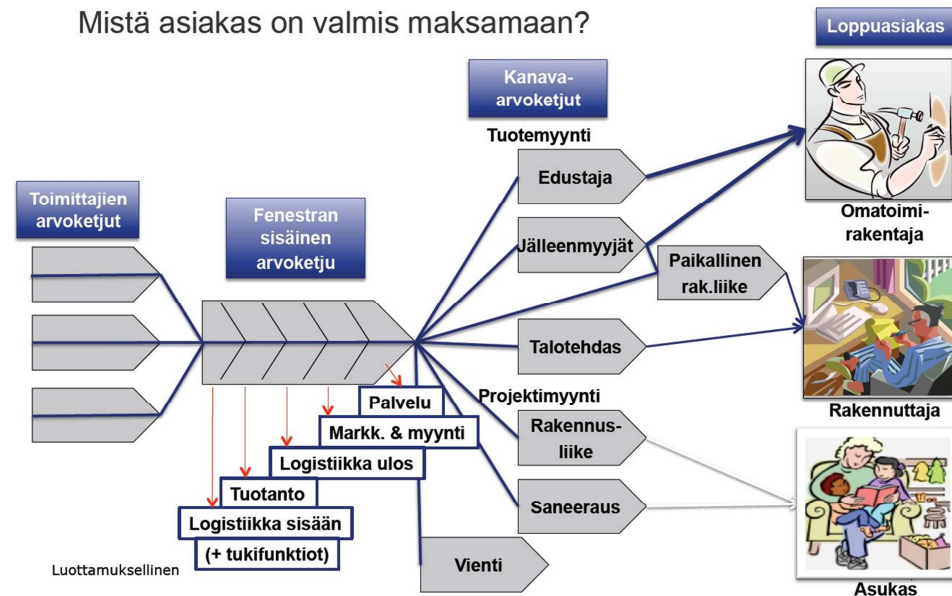 Mistä asiakas on valmis maksamaan?
Loppuasiakas
Kanava-
arvoketjut
Tuotemyynti
Edustaja
Toimittajien
arvoketjut
Fenestran
sisäinen
arvoketju
Omatoimi-
rakentaja
Jälleenmyyjät
Paikallinen
rak.liike
Talotehdas
Palvelu
Projektimyynti
Rakennuttaja
Markk. & myynti
Rakennus-
liike
Logistiikka ulos
Tuotanto
Saneeraus
Logistiikka sisään
(+ tukifunktiot)
Vienti
Luottamuksellinen
Asukas